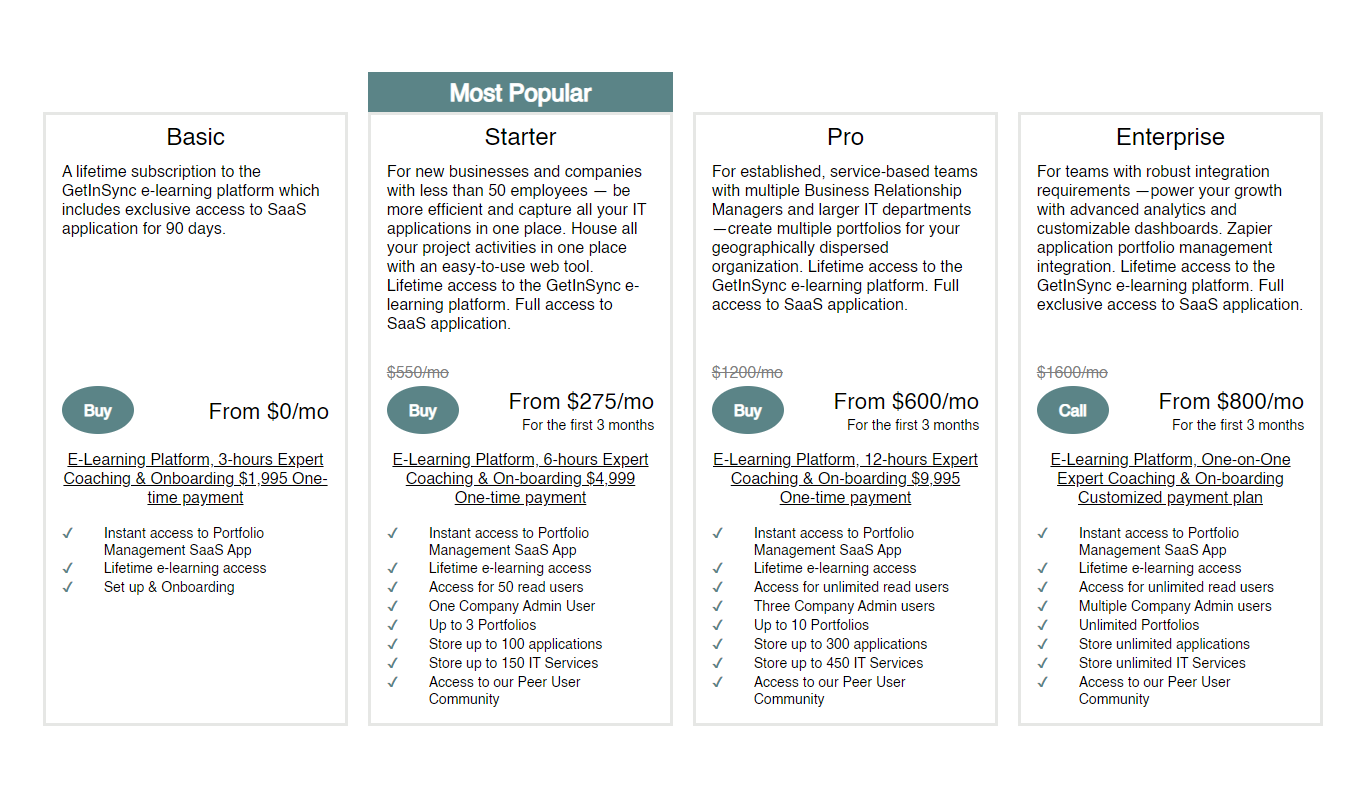 Most Popular
Basic
A lifetime subscription to the
GetInSync e-learning platform which
includes exclusive access to SaaS
application for 90 days.
Buy
From $0/mo
E-Learning Platform, 3-hours Expert
Coaching & Onboarding $1,995 One-
time payment
✓ Instant access to Portfolio
Management SaaS App
✓ Lifetime e-learning access
✓ Set up & Onboarding
Starter
For new businesses and companies
with less than 50 employees — be
more efficient and capture all your IT
applications in one place. House all
your project activities in one place
with an easy-to-use web tool.
Lifetime access to the GetInSync e-
learning platform. Full access to
SaaS application.
$550/mo
Buy
From $275/mo
For the first 3 months
E-Learning Platform, 6-hours Expert
Coaching & On-boarding $4,999
One-time payment
✓ Instant access to Portfolio
Management SaaS App
✓ Lifetime e-learning access
✓ Access for 50 read users
✓ One Company Admin User
✓ Up to 3 Portfolios
✓ Store up to 100 applications
✓ Store up to 150 IT Services
✓ Access to our Peer User
Community
Pro
For established, service-based teams
with multiple Business Relationship
Managers and larger IT departments
—create multiple portfolios for your
geographically dispersed
organization. Lifetime access to the
GetInSync e-learning platform. Full
access to SaaS application.
$1200/mo
Buy
From $600/mo
For the first 3 months
E-Learning Platform, 12-hours Expert
Coaching & On-boarding $9,995
One-time payment
✓ Instant access to Portfolio
Management SaaS App
✓ Lifetime e-learning access
✓ Access for unlimited read users
✓ Three Company Admin users
✓ Up to 10 Portfolios
✓ Store up to 300 applications
✓ Store up to 450 IT Services
✓ Access to our Peer User
Community
Enterprise
For teams with robust integration
requirements —power your growth
with advanced analytics and
customizable dashboards. Zapier
application portfolio management
integration. Lifetime access to the
GetInSync e-learning platform. Full
exclusive access to SaaS application.
$1600/mo
Call
From $800/mo
For the first 3 months
E-Learning Platform, One-on-One
Expert Coaching & On-boarding
Customized payment plan
✓ Instant access to Portfolio
Management SaaS App
✓ Lifetime e-learning access
✓ Access for unlimited read users
✓ Multiple Company Admin users
✓ Unlimited Portfolios
✓ Store unlimited applications
✓ Store unlimited IT Services
✓ Access to our Peer User
Community